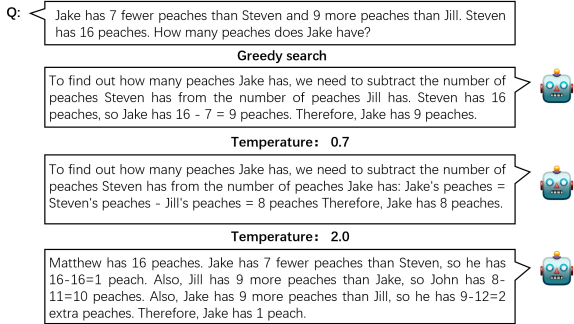 Q:
Jake has 7 fewer peaches than Steven and 9 more peaches than Jill. Steven
has 16 peaches. How many peaches does Jake have?
Greedy search
To find out how many peaches Jake has, we need to subtract the number of
peaches Steven has from the number of peaches Jill has. Steven has 16
peaches, so Jake has 16 - 7 = 9 peaches. Therefore, Jake has 9 peaches.
Temperature: 0.7
To find out how many peaches Jake has, we need to subtract the number of
peaches Steven has from the number of peaches Jake has: Jake's peaches =
Steven's peaches - Jill's peaches = 8 peaches Therefore, Jake has 8 peaches.
Temperature: 2.0
Matthew has 16 peaches. Jake has 7 fewer peaches than Steven, so he has
16-16=1 peach. Also, Jill has 9 more peaches than Jake, so John has 8-
11=10 peaches. Also, Jake has 9 more peaches than Jill, so he has 9-12=2
extra peaches. Therefore, Jake has 1 peach.